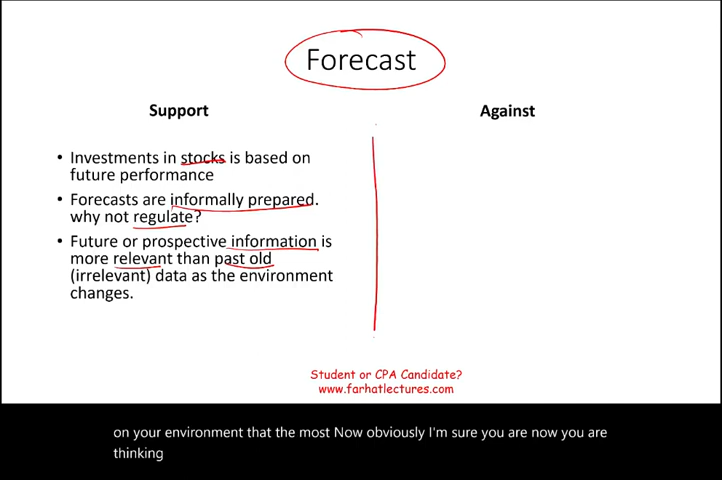 Forecast
Support
Against
• Investments in stocks is based on
future performance
• Forecasts are informally prepared.
why not regulate?
• Future or prospective information is
more relevant than past old
(irrelevant) data as the environment
changes.
Student or CPA Candidate?
www.farhatlectures.com
on your environment that the most Now obviously I'm sure you are now you are
thinking